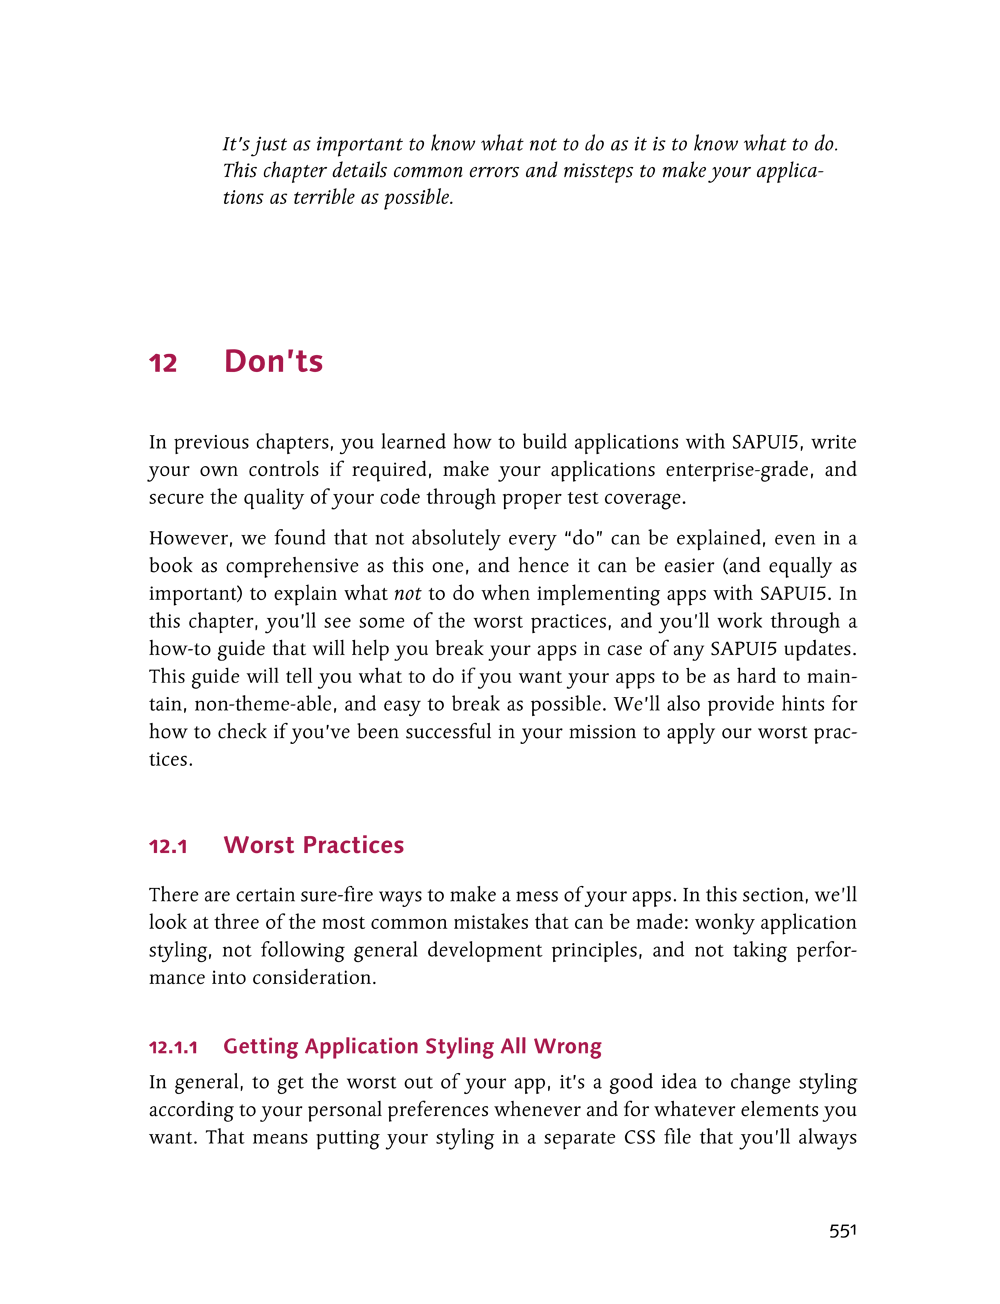 It's just as important to know what not to do as it is to know what to do.
This chapter details common errors and missteps to make your applica-
tions as terrible as possible.
12 Don'ts
In previous chapters, you learned how to build applications with SAPUI5, write
your own controls if required, make your applications enterprise-grade, and
secure the quality of your code through proper test coverage.
However, we found that not absolutely every “do” can be explained, even in a
book as comprehensive as this one, and hence it can be easier (and equally as
important) to explain what not to do when implementing apps with SAPUI5. In
this chapter, you'll see some of the worst practices, and you'll work through a
how-to guide that will help you break your apps in case of any SAPUI5 updates.
This guide will tell you what to do if you want your apps to be as hard to main-
tain, non-theme-able, and easy to break as possible. We'll also provide hints for
how to check if you've been successful in your mission to apply our worst prac-
tices.
12.1 Worst Practices
There are certain sure-fire ways to make a mess of your apps. In this section, we'll
look at three of the most common mistakes that can be made: wonky application
styling, not following general development principles, and not taking perfor-
mance into consideration.
12.1.1 Getting Application Styling All Wrong
In general, to get the worst out of your app, it's a good idea to change styling
according to your personal preferences whenever and for whatever elements you
want. That means putting your styling in a separate CSS file that you'll always
551